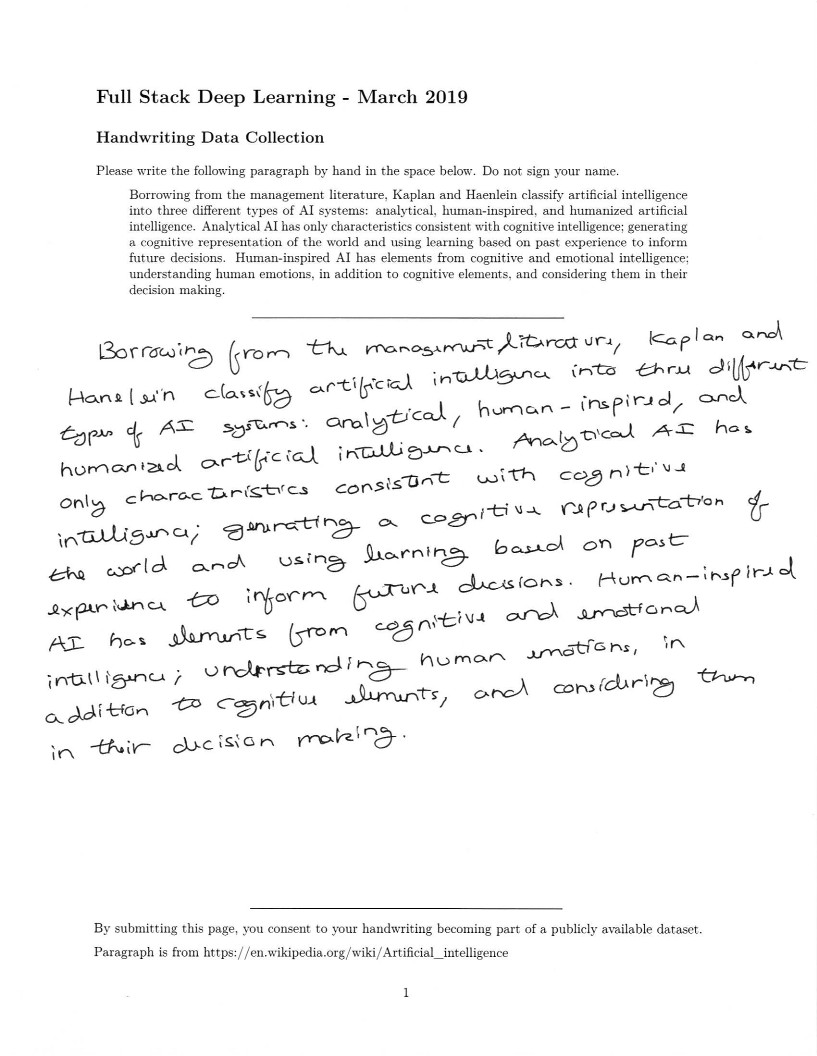 Full Stack Deep Learning - March 2019
Handwriting Data Collection
Please write the following paragraph by hand in the space below. Do not sign your name.
Borrowing from the management literature, Kaplan and Haenlein classify artificial intelligence
into three different types of AI systems: analytical, human-inspired, and humanized artificial
intelligence. Analytical AI has only characteristics consistent with cognitive intelligence; generating
a cognitive representation of the world and using learning based on past experience to inform
future decisions. Human-inspired AI has elements from cognitive and emotional intelligence;
understanding human emotions, in addition to cognitive elements, and considering them in their
decision making.
Borrowing from the management literature, Kaplan and
Hanelein classify artificial intelligence into three different
types of AI systems: analytical, human-inspired, and
humanized artificial intelligence. Analytical AI has
only characteristics consistent with cognitive
intelligence; generating a cognitive representation of
the world and using learning based on past
experience to inform future decisions. Human-inspired
AI has elements from cognitive and emotional
intelligence; understanding human emotions, in
addition to cognitive elements, and considering them
in their decision making.
By submitting this page, you consent to your handwriting becoming part of a publicly available dataset.
Paragraph is from https://en.wikipedia.org/wiki/Artificial_intelligence
1